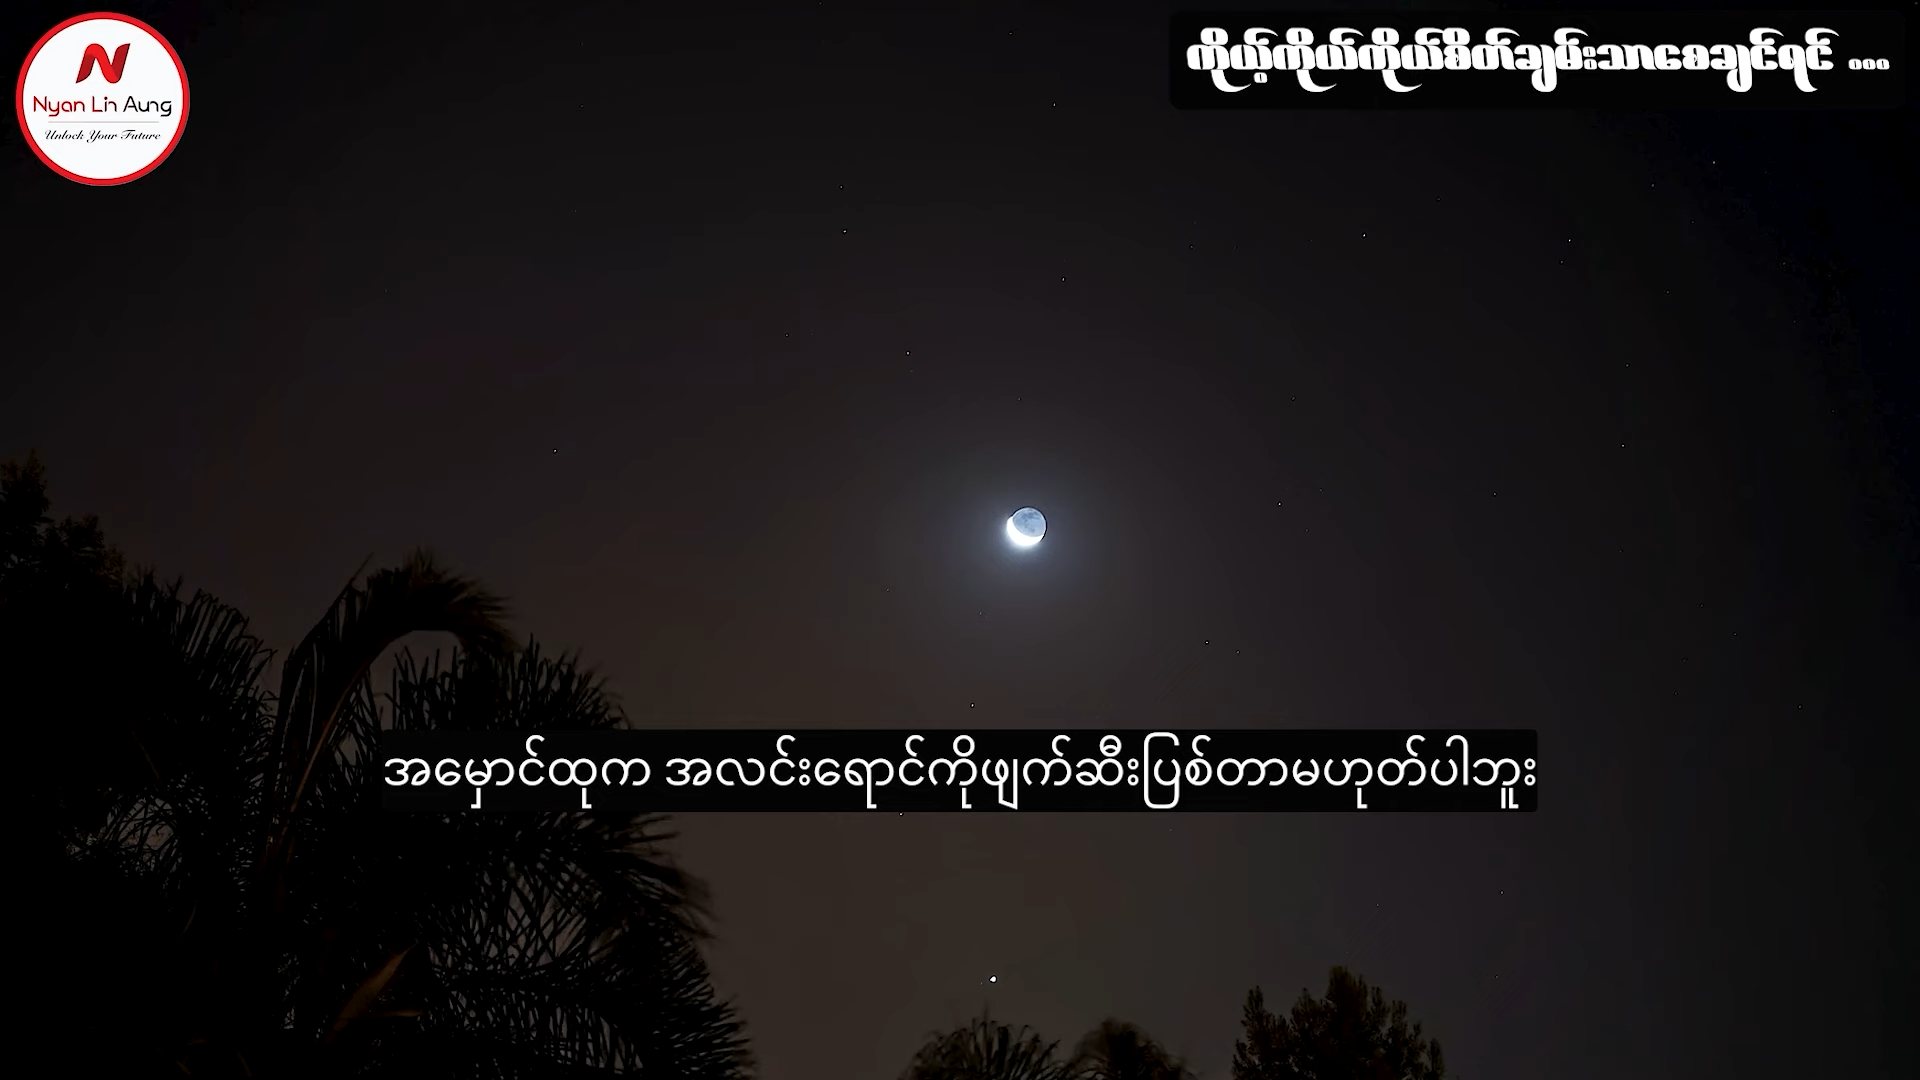 N
Nyan Lin Aung
Unlock Your Future
ကိုယ့်ကိုယ်ကိုယ်စိတ်ချမ်းသာစေချင်ရင် ...
အမှောင်ထုက အလင်းရောင်ကိုဖျက်ဆီးပြစ်တာမဟုတ်ပါဘူး